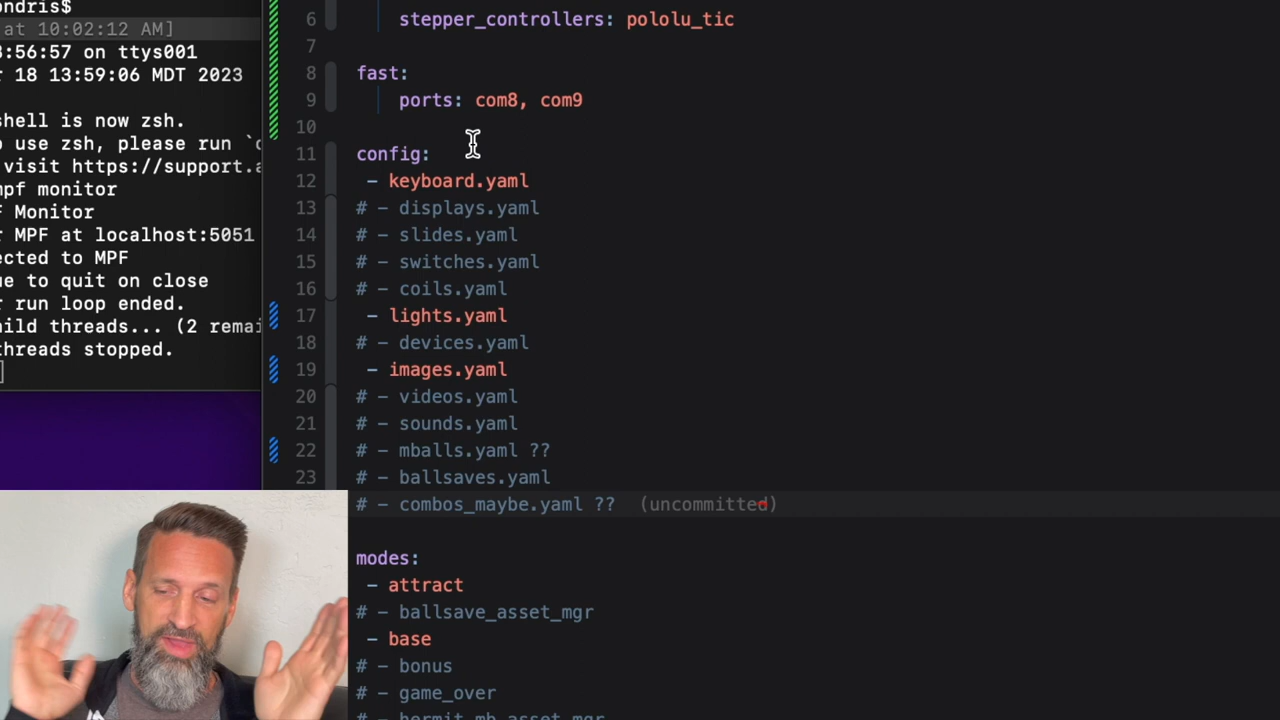 ondris$
at 10:02:12 AM]
:56:57 on ttys001
r 18 13:59:06 MDT 2023
shell is now zsh.
use zsh, please run `
visit https://support.a
mpf monitor
F Monitor
r MPF at localhost:5051
ected to MPF
ue to quit on close
r run loop ended.
ild threads... (2 remai
threads stopped.
6 stepper_controllers: pololu_tic
7
8 fast:
9 ports: com8, com9
10
11 config:
12 - keyboard.yaml
13 # - displays.yaml
14 # - slides.yaml
15 # - switches.yaml
16 # - coils.yaml
17 - lights.yaml
18 # - devices.yaml
19 - images.yaml
20 # - videos.yaml
21 # - sounds.yaml
22 # - mballs.yaml ??
23 # - ballsaves.yaml
# - combos_maybe.yaml ?? (uncommitted)
modes:
- attract
# - ballsave_asset_mgr
- base
# - bonus
# - game_over
# - hermit_mb_asset_mgr